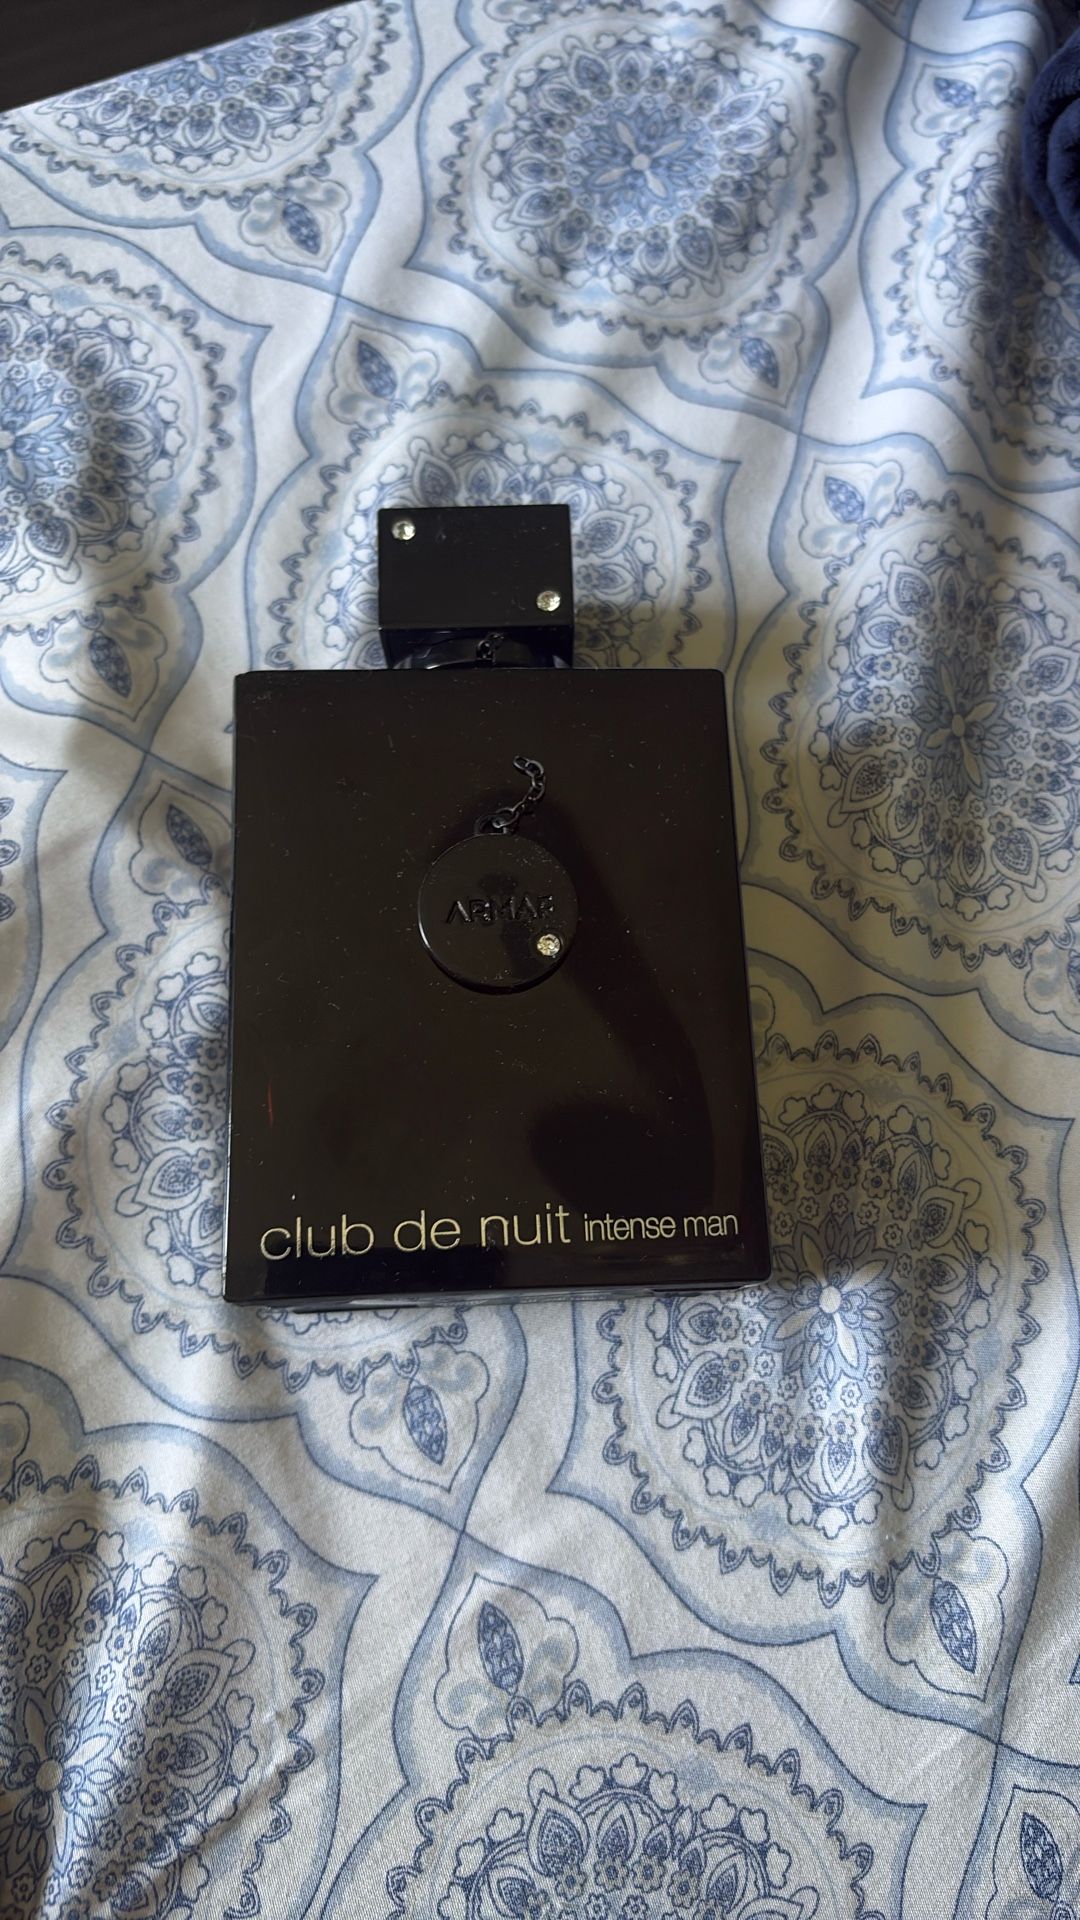 ARMAF
club de nuit intense man